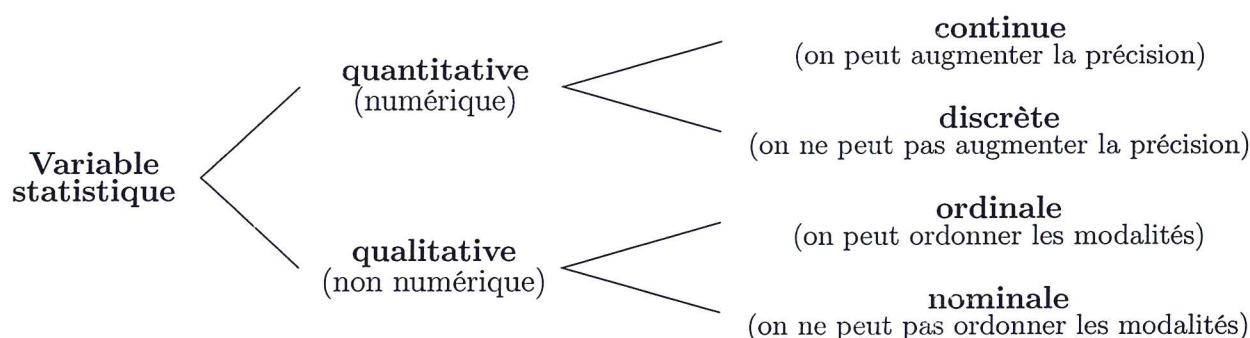 Variable
statistique
quantitative
(numérique)
continue
(on peut augmenter la précision)
discrète
(on ne peut pas augmenter la précision)
qualitative
(non numérique)
ordinale
(on peut ordonner les modalités)
nominale
(on ne peut pas ordonner les modalités)